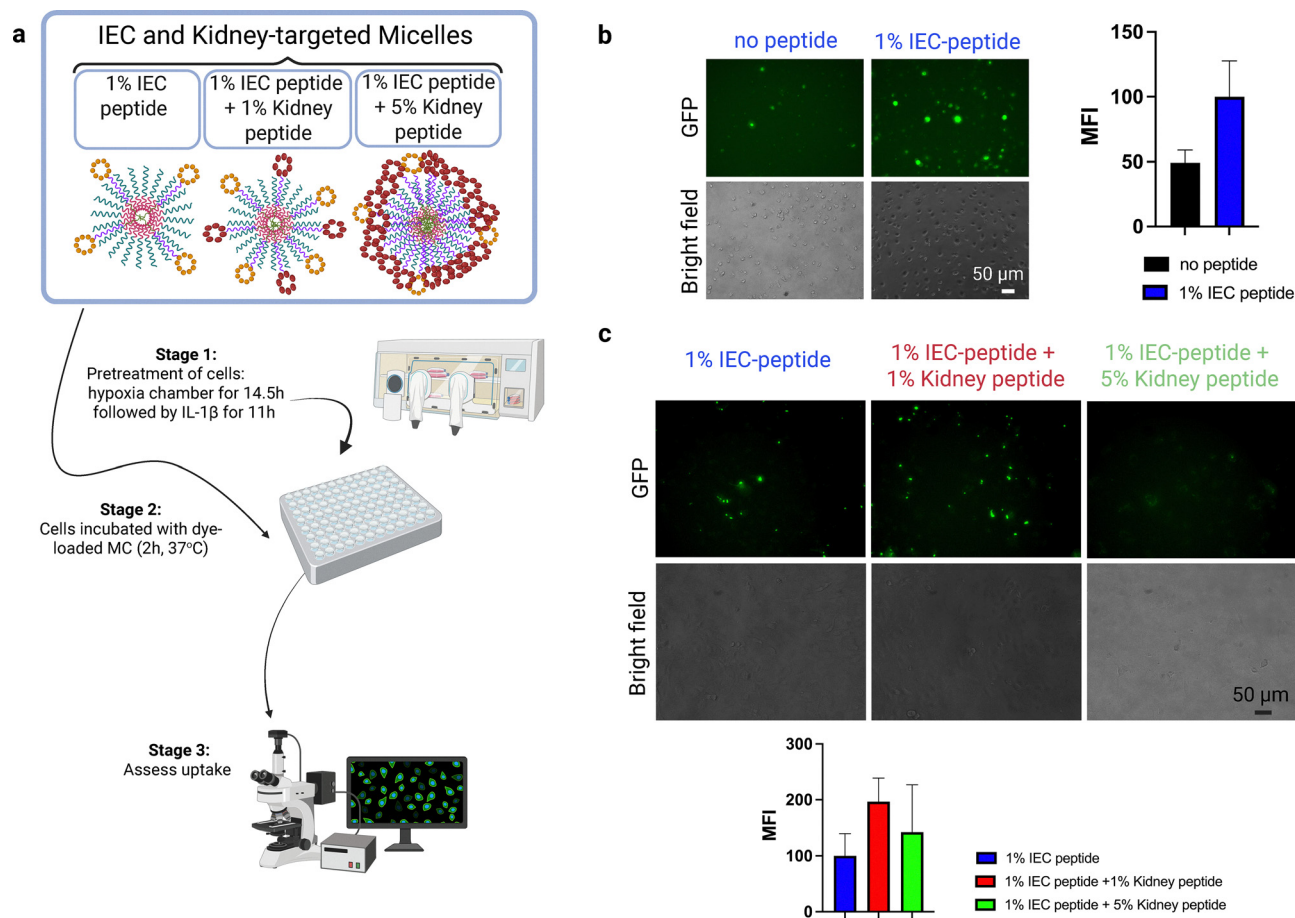 a
IEC and Kidney-targeted Micelles
1% IEC
peptide
1% IEC peptide
+ 1% Kidney
peptide
1% IEC peptide
+ 5% Kidney
peptide
Stage 1:
Pretreatment of cells:
hypoxia chamber for 14.5h
followed by IL-1β for 11h
Stage 2:
Cells incubated with dye-
loaded MC (2h, 37°C)
Stage 3:
Assess uptake
b
no peptide
1% IEC-peptide
GFP
Bright field
50 µm
MFI
150
100
50
0
no peptide
1% IEC peptide
c
1% IEC-peptide
1% IEC-peptide +
1% Kidney peptide
1% IEC-peptide +
5% Kidney peptide
GFP
Bright field
50 µm
MFI
300
200
100
0
1% IEC peptide
1% IEC peptide +1% Kidney peptide
1% IEC peptide + 5% Kidney peptide